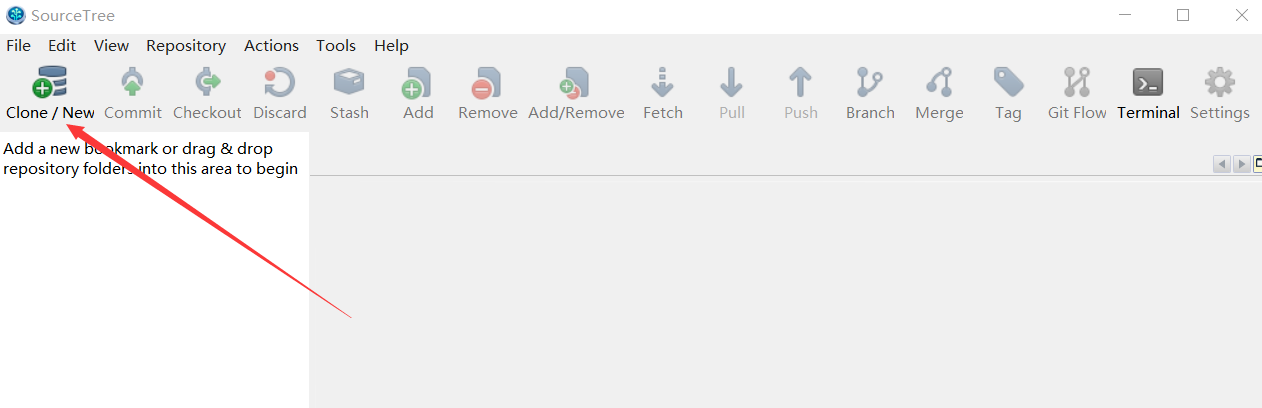 SourceTree
File Edit View Repository Actions Tools Help
Clone / New Commit Checkout Discard Stash Add Remove Add/Remove Fetch Pull Push Branch Merge Tag Git Flow Terminal Settings
Add a new bookmark or drag & drop
repository folders into this area to begin